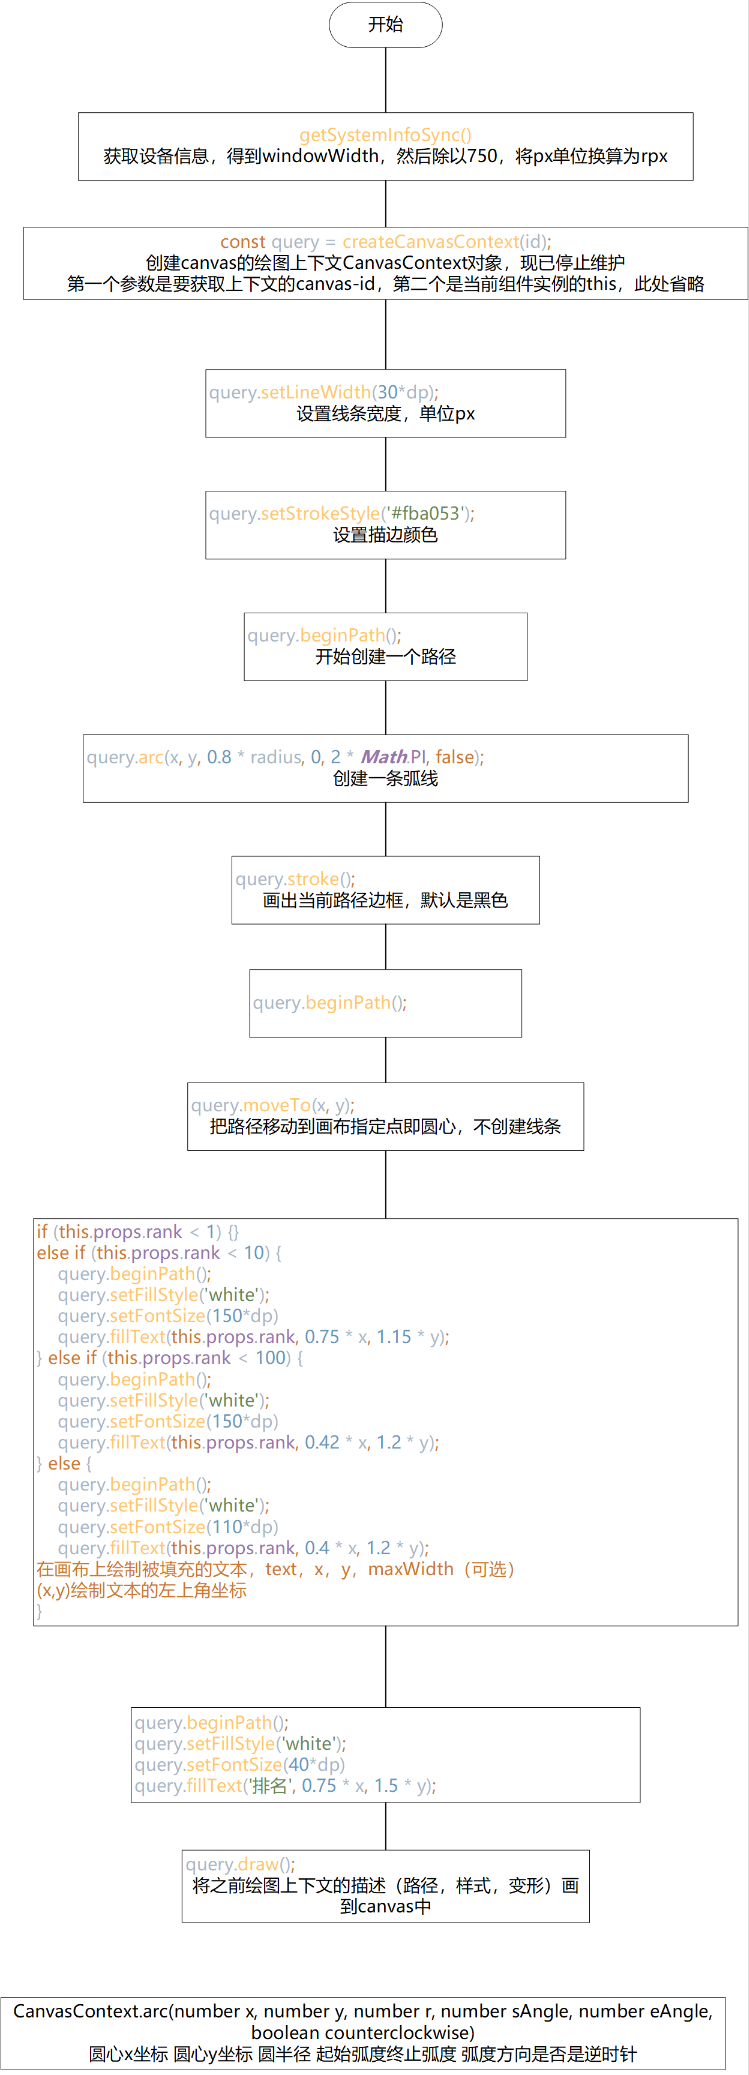 开始
getSystemInfoSync()
获取设备信息，得到windowWidth，然后除以750，将px单位换算为rpx
const query = createCanvasContext(id);
创建canvas的绘图上下文CanvasContext对象，现已停止维护
第一个参数是要获取上下文的canvas-id，第二个是当前组件实例的this，此处省略
query.setLineWidth(30*dp);
设置线条宽度，单位px
query.setStrokeStyle('#fba053');
设置描边颜色
query.beginPath();
开始创建一个路径
query.arc(x, y, 0.8 * radius, 0, 2 * Math.PI, false);
创建一条弧线
query.stroke();
画出当前路径边框，默认是黑色
query.beginPath();
query.moveTo(x, y);
把路径移动到画布指定点即圆心，不创建线条
if (this.props.rank < 1) {}
else if (this.props.rank < 10) {
query.beginPath();
query.setFillStyle('white');
query.setFontSize(150*dp)
query.fillText(this.props.rank, 0.75 * x, 1.15 * y);
} else if (this.props.rank < 100) {
query.beginPath();
query.setFillStyle('white');
query.setFontSize(150*dp)
query.fillText(this.props.rank, 0.42 * x, 1.2 * y);
} else {
query.beginPath();
query.setFillStyle('white');
query.setFontSize(110*dp)
query.fillText(this.props.rank, 0.4 * x, 1.2 * y);
在画布上绘制被填充的文本，text，x，y，maxWidth（可选）
(x,y)绘制文本的左上角坐标
}
query.beginPath();
query.setFillStyle('white');
query.setFontSize(40*dp)
query.fillText('排名', 0.75 * x, 1.5 * y);
query.draw();
将之前绘图上下文的描述（路径，样式，变形）画
到canvas中
CanvasContext.arc(number x, number y, number r, number sAngle, number eAngle,
boolean counterclockwise)
圆心x坐标 圆心y坐标 圆半径 起始弧度终止弧度 弧度方向是否是逆时针